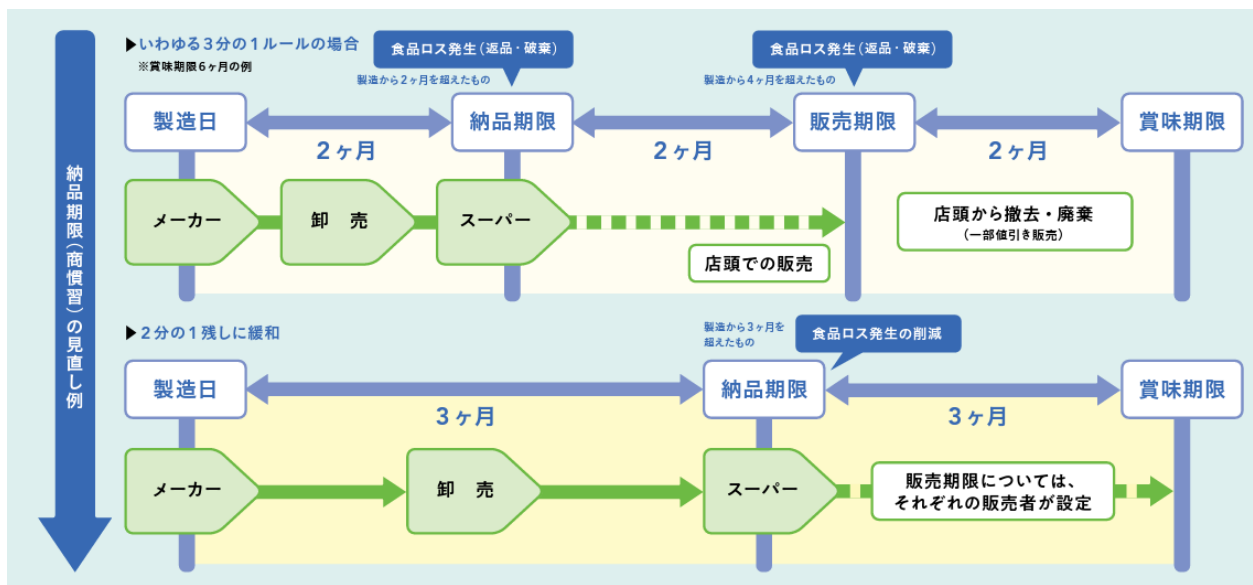 納品期限(商慣習)の見直し例
▶いわゆる3分の1ルールの場合
※賞味期限6ヶ月の例
食品ロス発生(返品・破棄)
製造から2ヶ月を超えたもの
食品ロス発生(返品・破棄)
製造から4ヶ月を超えたもの
製造日
納品期限
販売期限
賞味期限
2ヶ月
2ヶ月
2ヶ月
メーカー
卸 売
スーパー
店頭での販売
店頭から撤去・廃棄
(一部値引き販売)
▶2分の1残しに緩和
製造から3ヶ月を
超えたもの
食品ロス発生の削減
製造日
納品期限
賞味期限
3ヶ月
3ヶ月
メーカー
卸 売
スーパー
販売期限については、
それぞれの販売者が設定